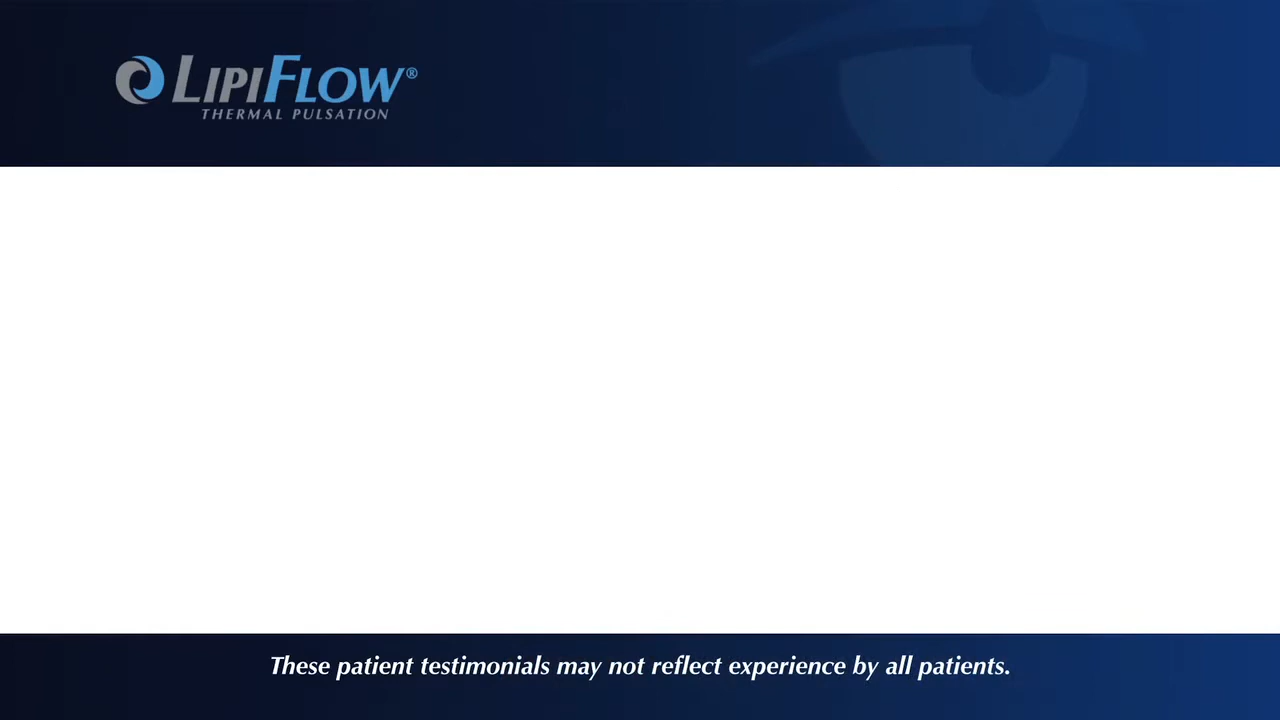 LIPIFLOW®
THERMAL PULSATION
These patient testimonials may not reflect experience by all patients.